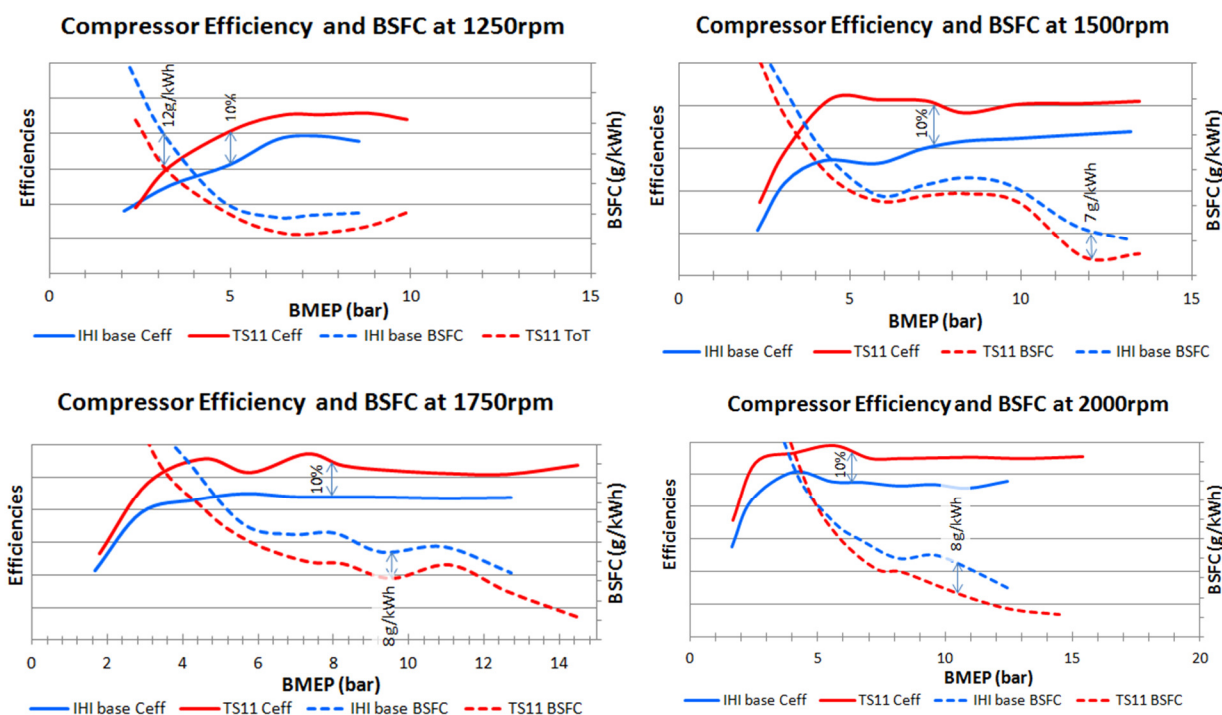 Compressor Efficiency and BSFC at 1250rpm
Efficiencies
12g/kWh
10%
BSFC (g/kWh)
0 5 10 15
BMEP (bar)
IHI base Ceff TS11 Ceff IHI base BSFC TS11 ToT
Compressor Efficiency and BSFC at 1500rpm
Efficiencies
10%
7g/kWh
BSFC (g/kWh)
0 5 10 15
BMEP (bar)
IHI base Ceff TS11 Ceff TS11 BSFC IHI base BSFC
Compressor Efficiency and BSFC at 1750rpm
Efficiencies
10%
8g/kWh
BSFC (g/kWh)
0 2 4 6 8 10 12 14
BMEP (bar)
IHI base Ceff TS11 Ceff IHI base BSFC TS11 BSFC
Compressor Efficiency and BSFC at 2000rpm
Efficiencies
10%
8g/kWh
BSFC (g/kWh)
0 5 10 15 20
BMEP (bar)
IHI base Ceff TS11 Ceff IHI base BSFC TS11 BSFC